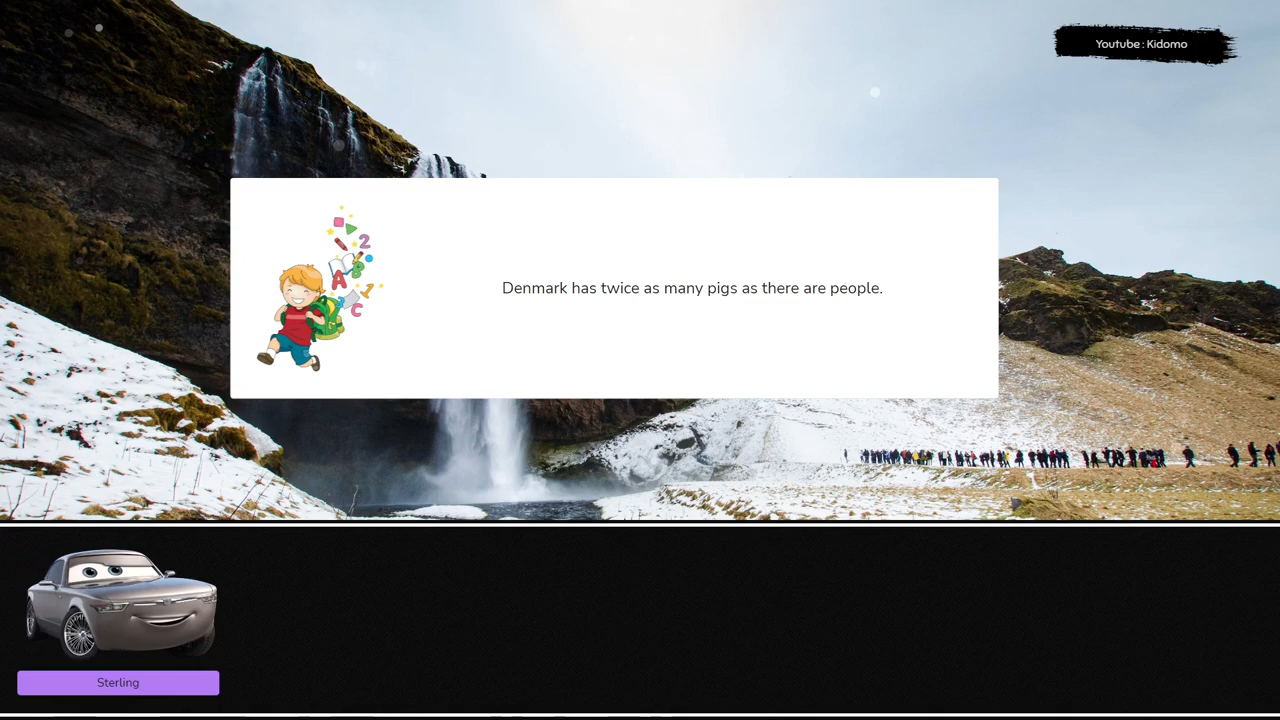 Youtube : Kidomo
Denmark has twice as many pigs as there are people.
Sterling